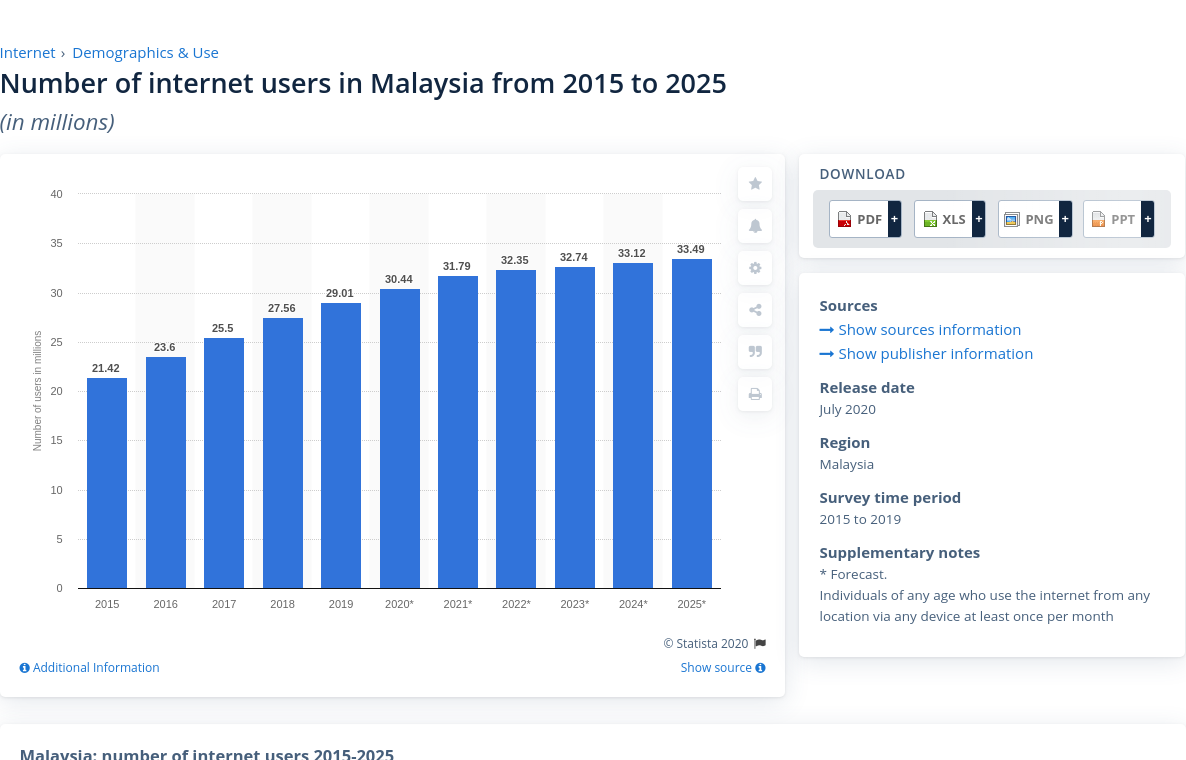 Internet › Demographics & Use
Number of internet users in Malaysia from 2015 to 2025
(in millions)
40
35
30
25
20
15
10
5
0
Number of users in millions
21.42
23.6
25.5
27.56
29.01
30.44
31.79
32.35
32.74
33.12
33.49
2015 2016 2017 2018 2019 2020* 2021* 2022* 2023* 2024* 2025*
© Statista 2020
Additional Information
Show source
DOWNLOAD
PDF + XLS + PNG + PPT +
Sources
Show sources information
Show publisher information
Release date
July 2020
Region
Malaysia
Survey time period
2015 to 2019
Supplementary notes
* Forecast.
Individuals of any age who use the internet from any
location via any device at least once per month
Malaysia: number of internet users 2015-2025